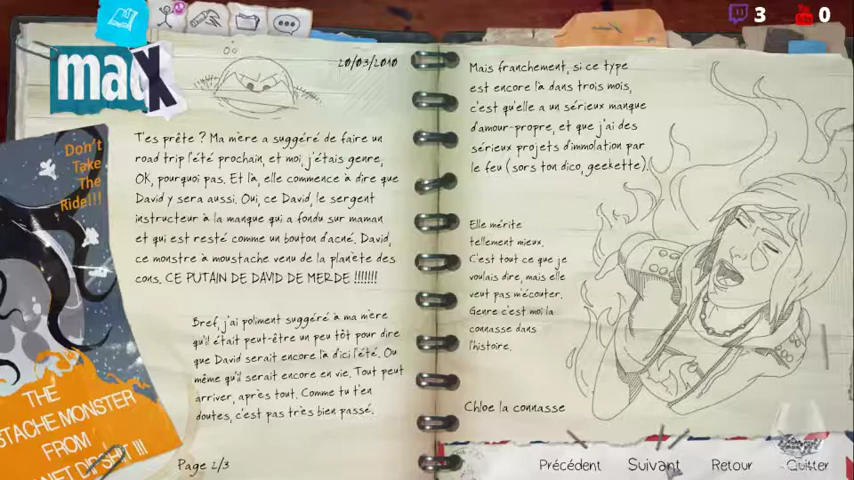 3
0
max
20/03/2010
Don't
Take
The
Ride!!!
T'es prête ? Ma mère a suggéré de faire un
road trip l'été prochain, et moi, j'étais genre,
OK, pourquoi pas. Et là, elle commence à dire que
David y sera aussi. Oui, ce David, le sergent
instructeur à la manque qui a fondu sur maman
et qui est resté comme un bouton d'acné. David,
ce monstre à moustache venu de la planète des
cons. CE PUTAIN DE DAVID DE MERDE !!!!!!!
Bref, j'ai poliment suggéré à ma mère
qu'il était peut-être un peu tôt pour dire
que David serait encore là d'ici l'été. Ou
même qu'il serait encore en vie. Tout peut
arriver, après tout. Comme tu t'en
doutes, c'est pas très bien passé.
THE
STACHE MONSTER
FROM
NET DIPSHIT !!!
Page 2/3
Mais franchement, si ce type
est encore là dans trois mois,
c'est qu'elle a un sérieux manque
d'amour-propre, et que j'ai des
sérieux projets d'immolation par
le feu (sors ton dico, geekette).
Elle mérite
tellement mieux.
C'est tout ce que je
voulais dire, mais elle
veut pas m'écouter.
Genre c'est moi la
connasse dans
l'histoire.
Chloe la connasse
Précédent Suivant Retour Quitter